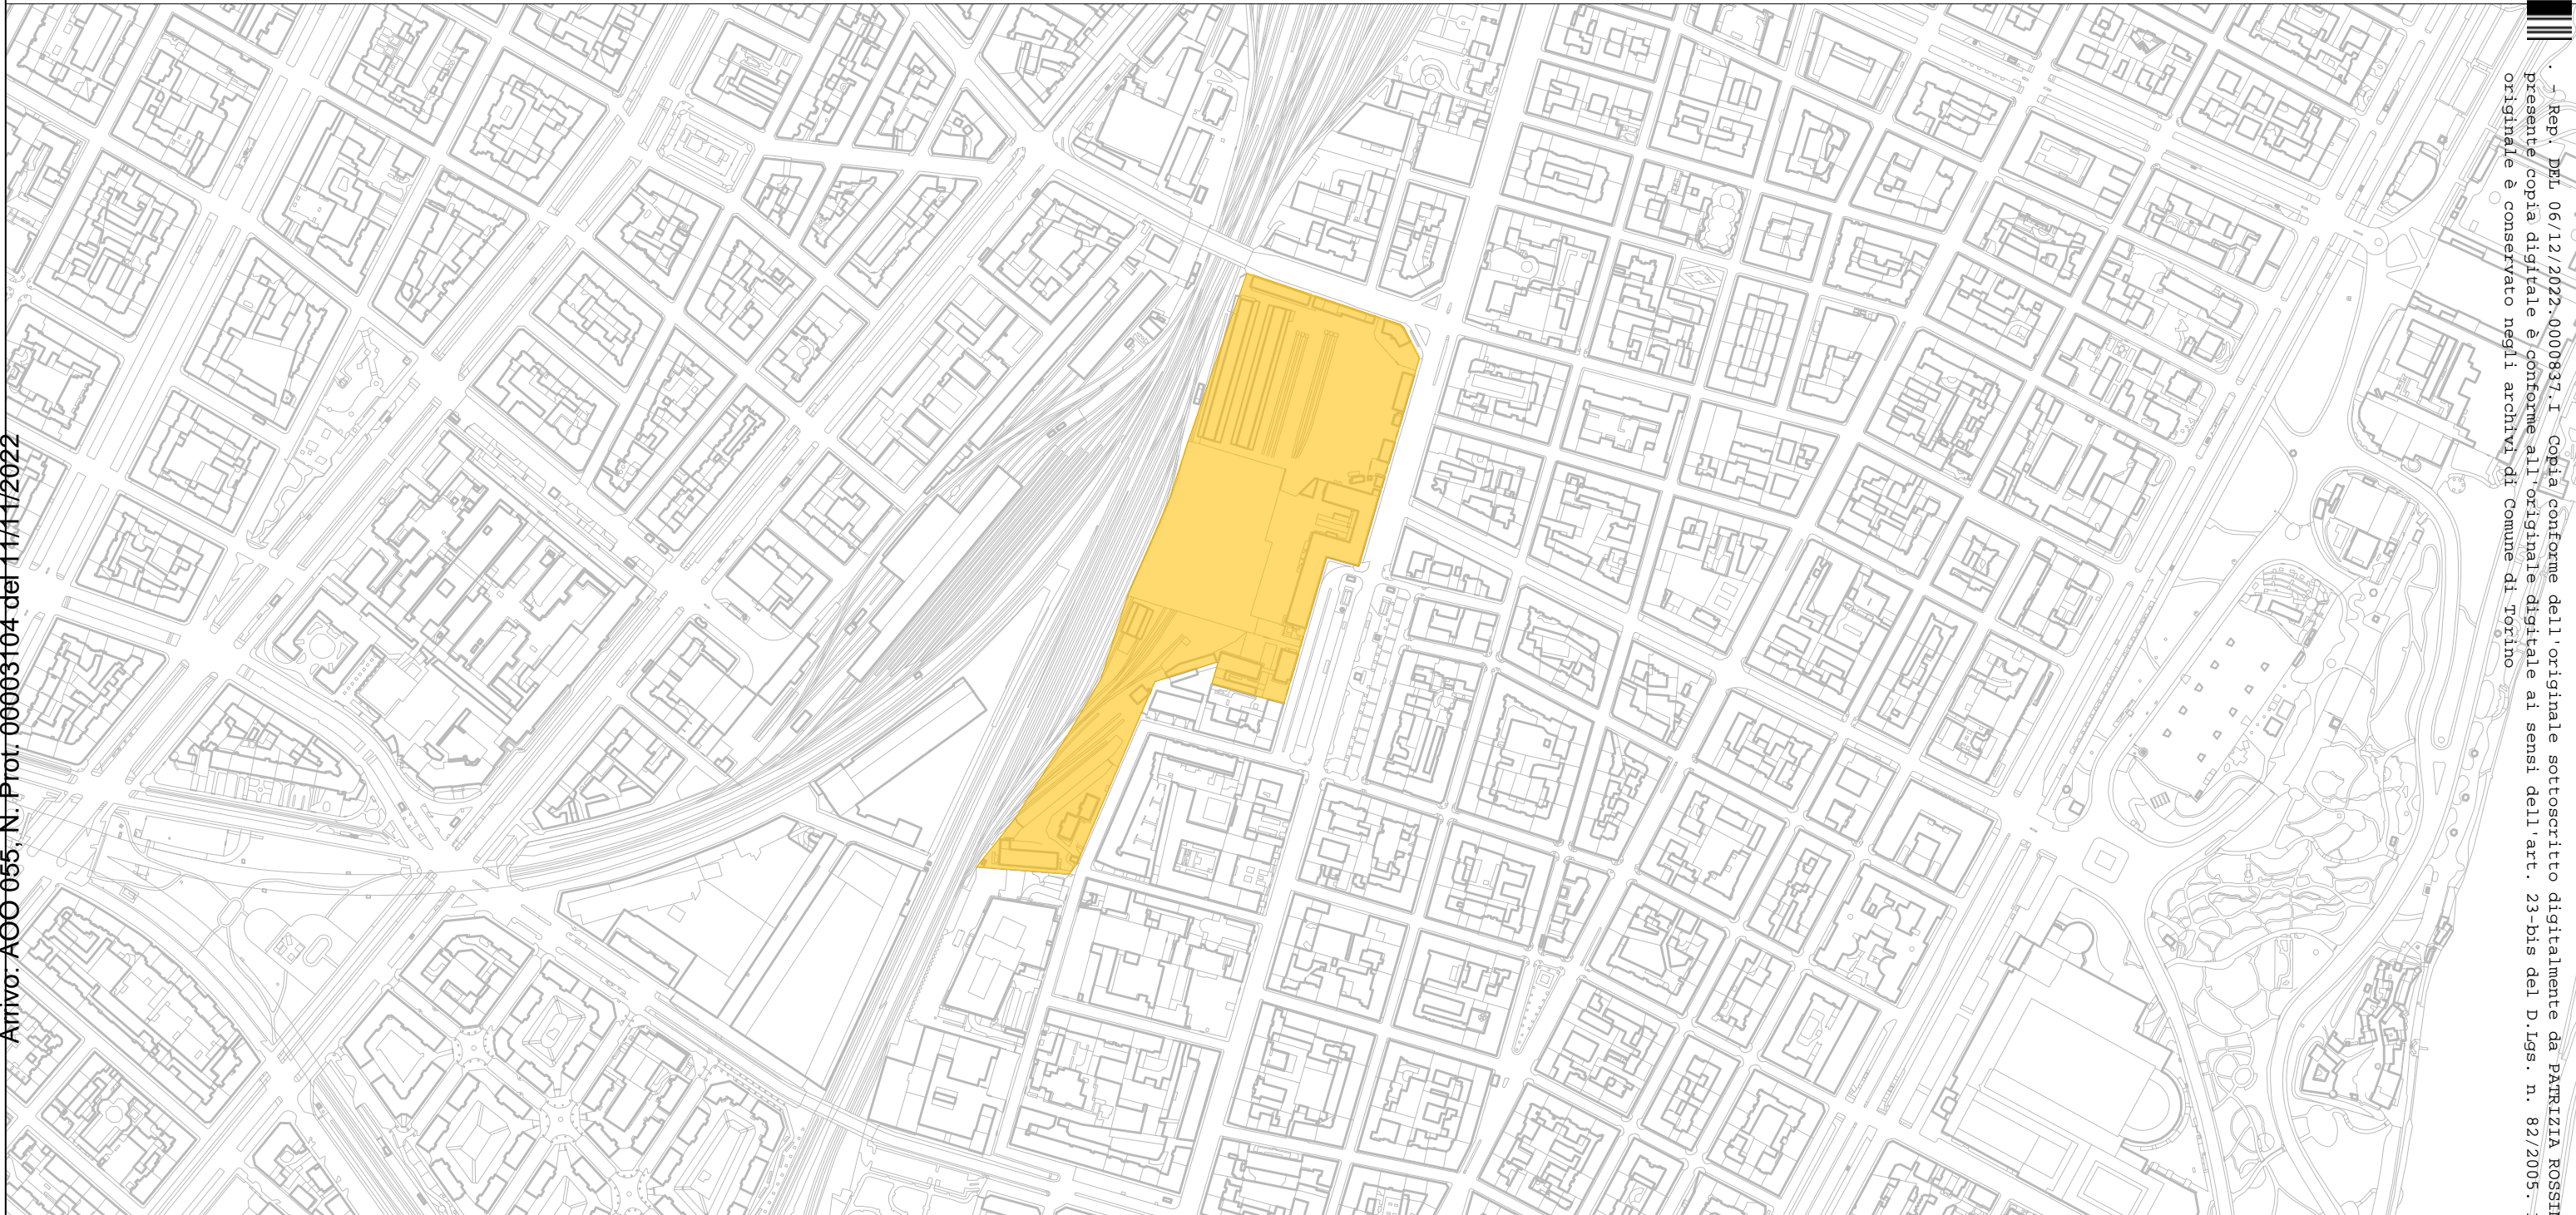 Arrivo: AOO 055, N. Prot. 00003104 del 11/11/2022
. - Rep. DEL 06/12/2022.0000837.I Copia conforme dell'originale sottoscritto digitalmente da PATRIZIA
presente copia digitale è conforme all'originale digitale ai sensi dell'art. 23-bis del D.Lgs. n. 82/2005.
originale è conservato negli archivi di Comune di Torino